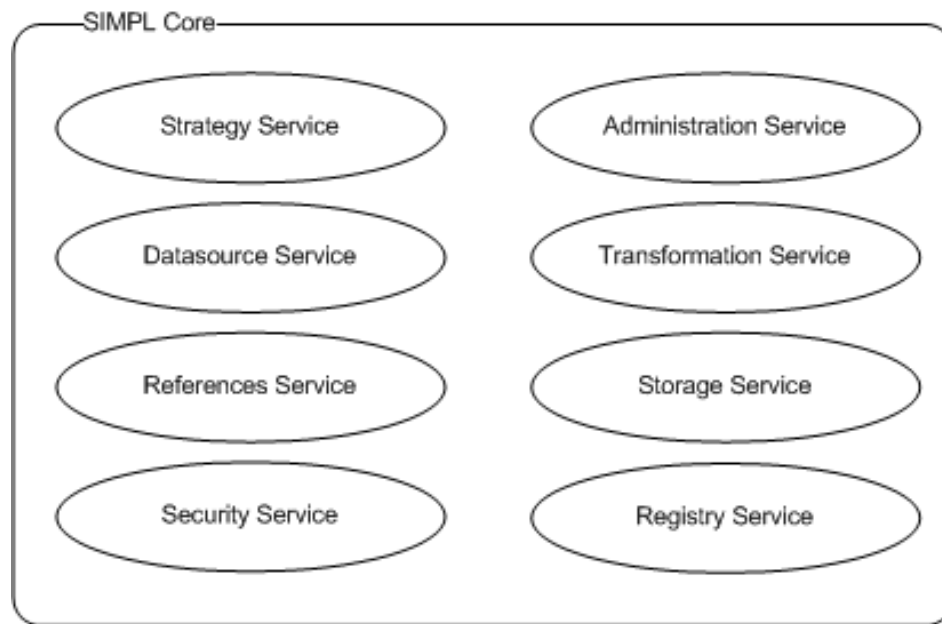 SIMPL Core
Strategy Service
Administration Service
Datasource Service
Transformation Service
References Service
Storage Service
Security Service
Registry Service